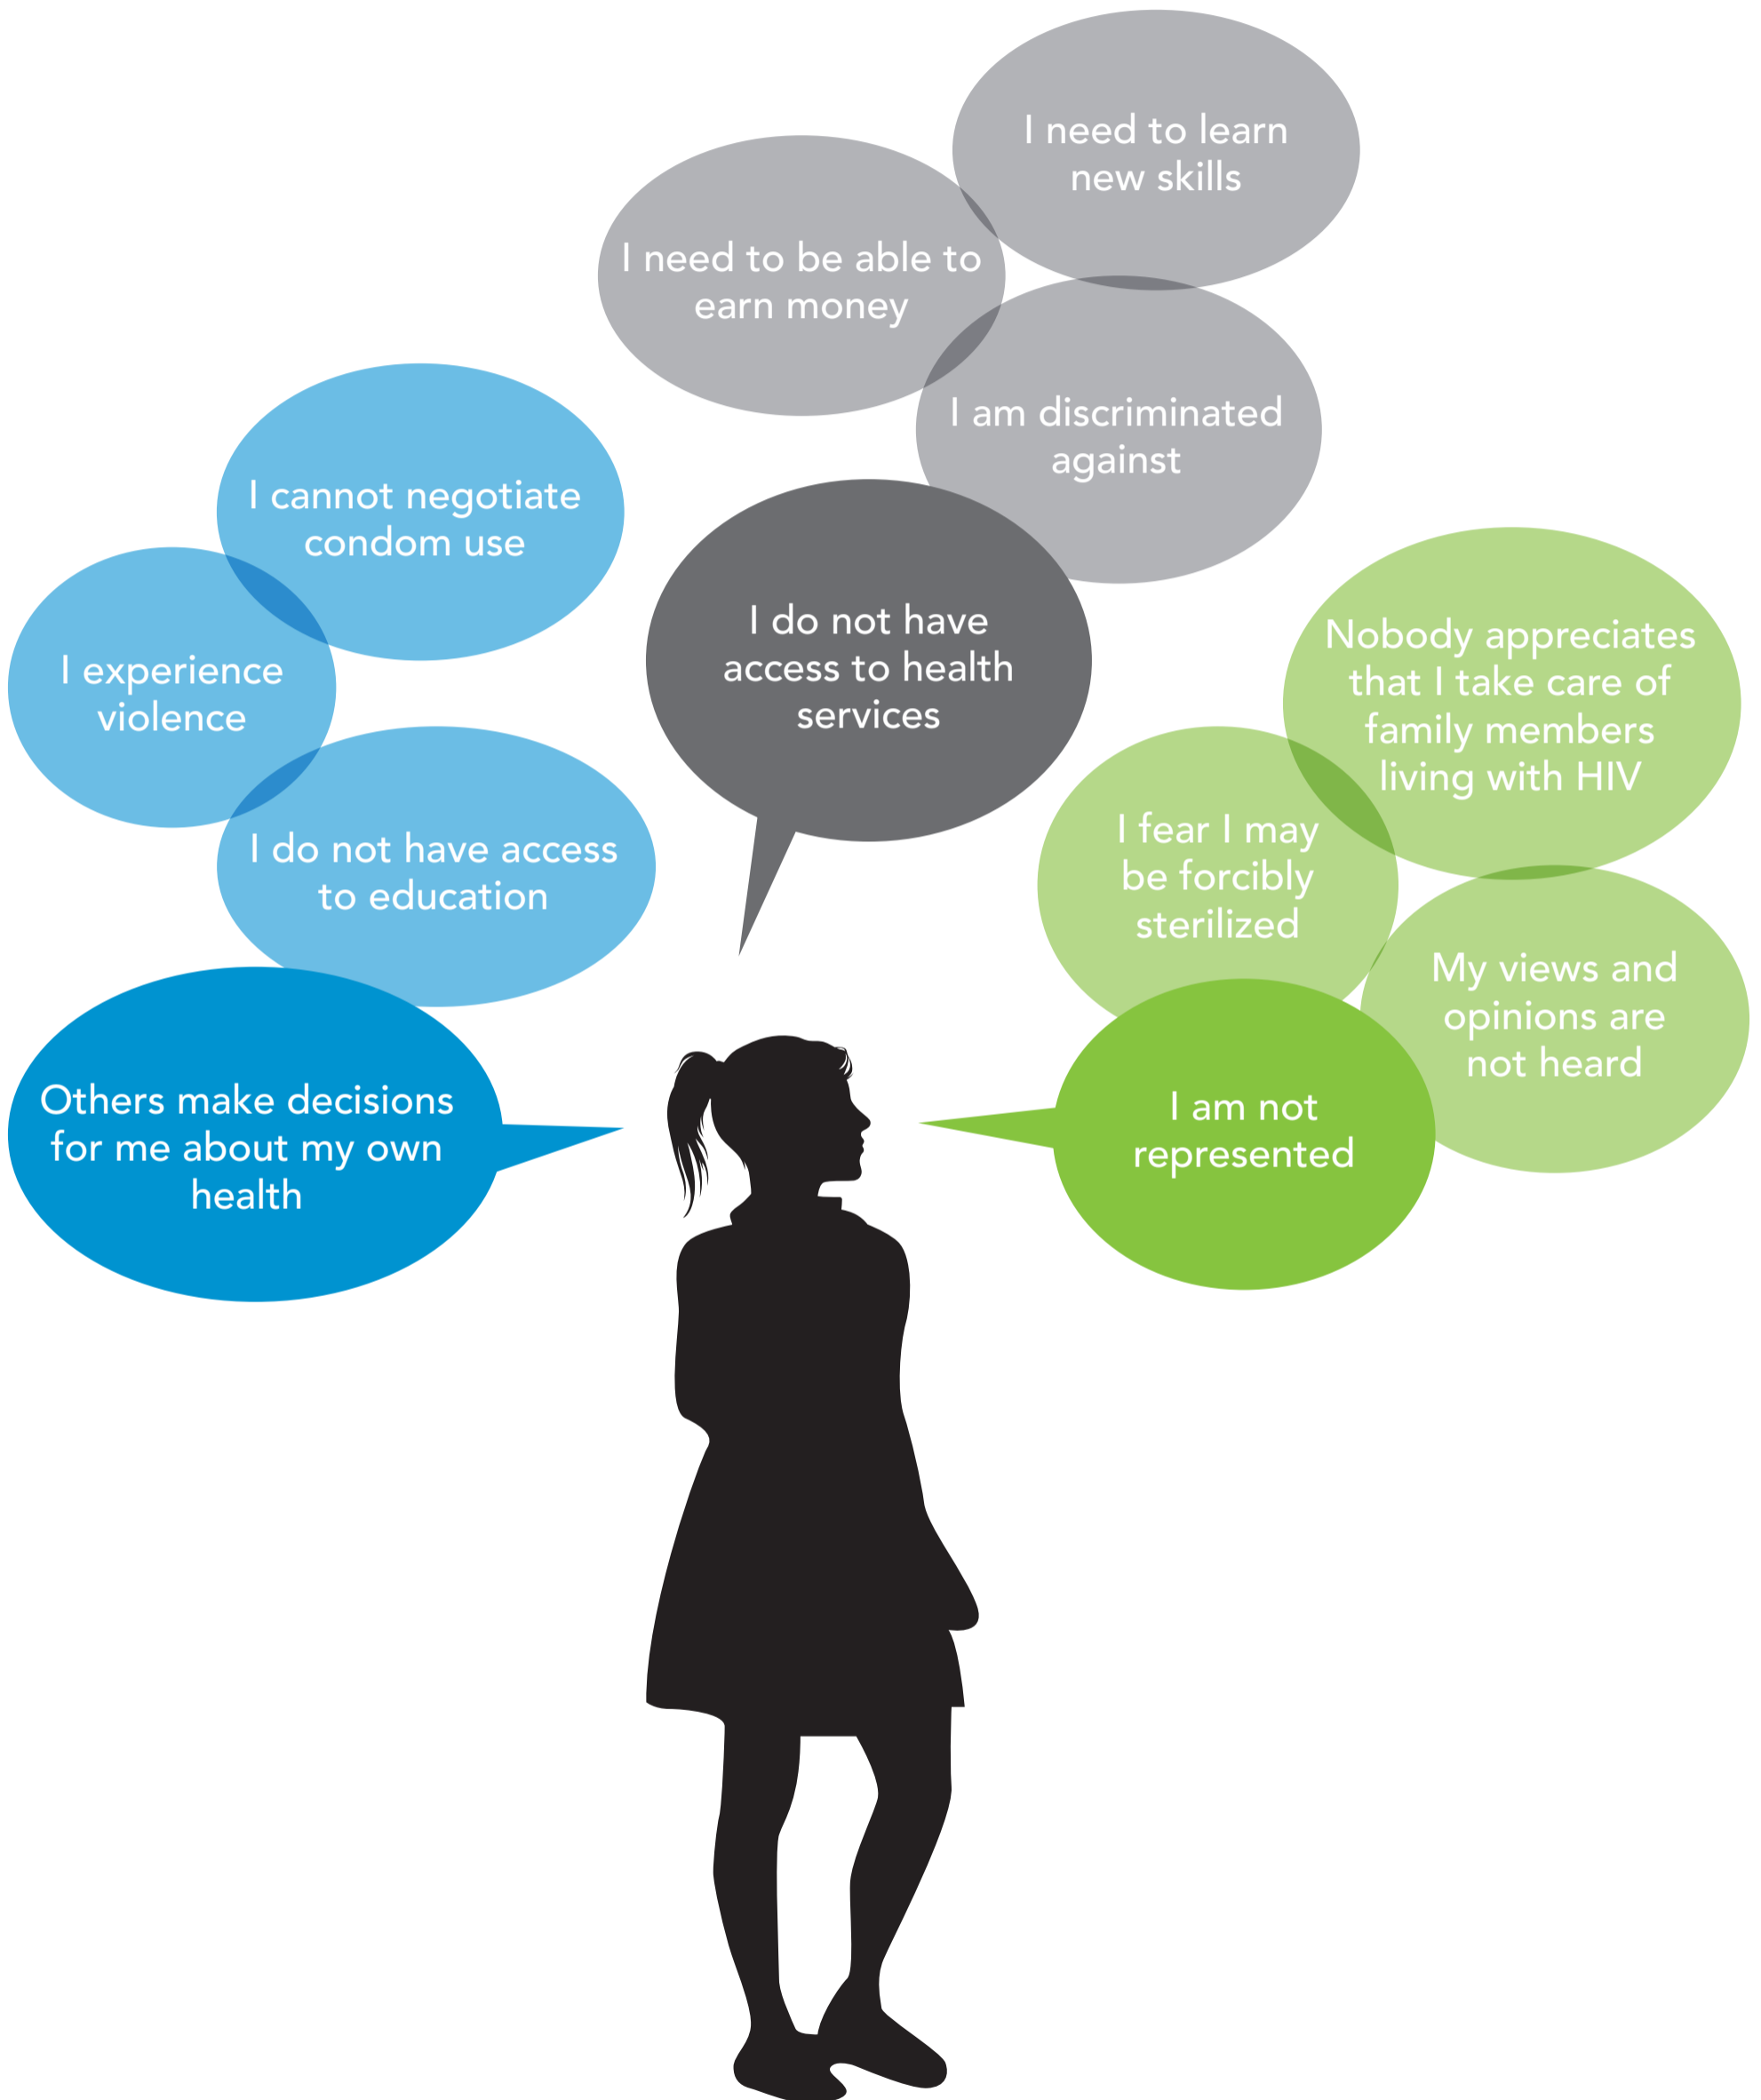 I need to learn
new skills
I need to be able to
earn money
I am discriminated
against
I cannot negotiate
condom use
I experience
violence
I do not have access
to education
I do not have
access to health
services
Nobody appreciates
that I take care of
family members
living with HIV
I fear I may
be forcibly
sterilized
My views and
opinions are
not heard
Others make decisions
for me about my own
health
I am not
represented